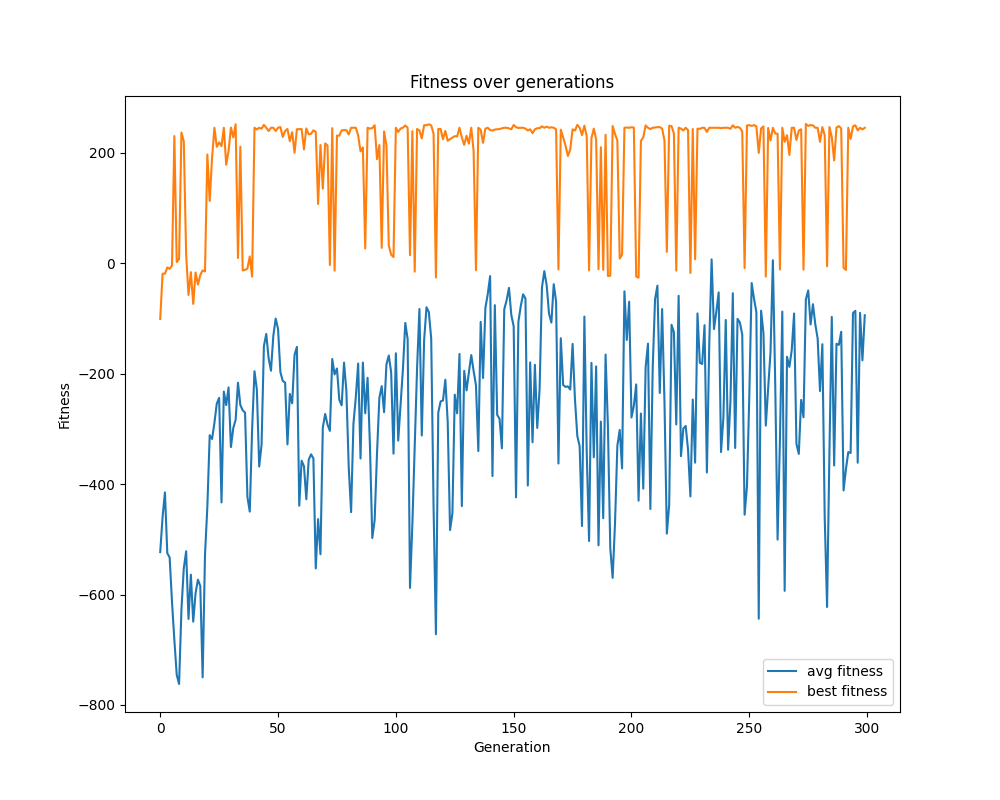 Fitness over generations
Fitness
200
0
−200
−400
−600
−800
0 50 100 150 200 250 300
Generation
avg fitness
best fitness